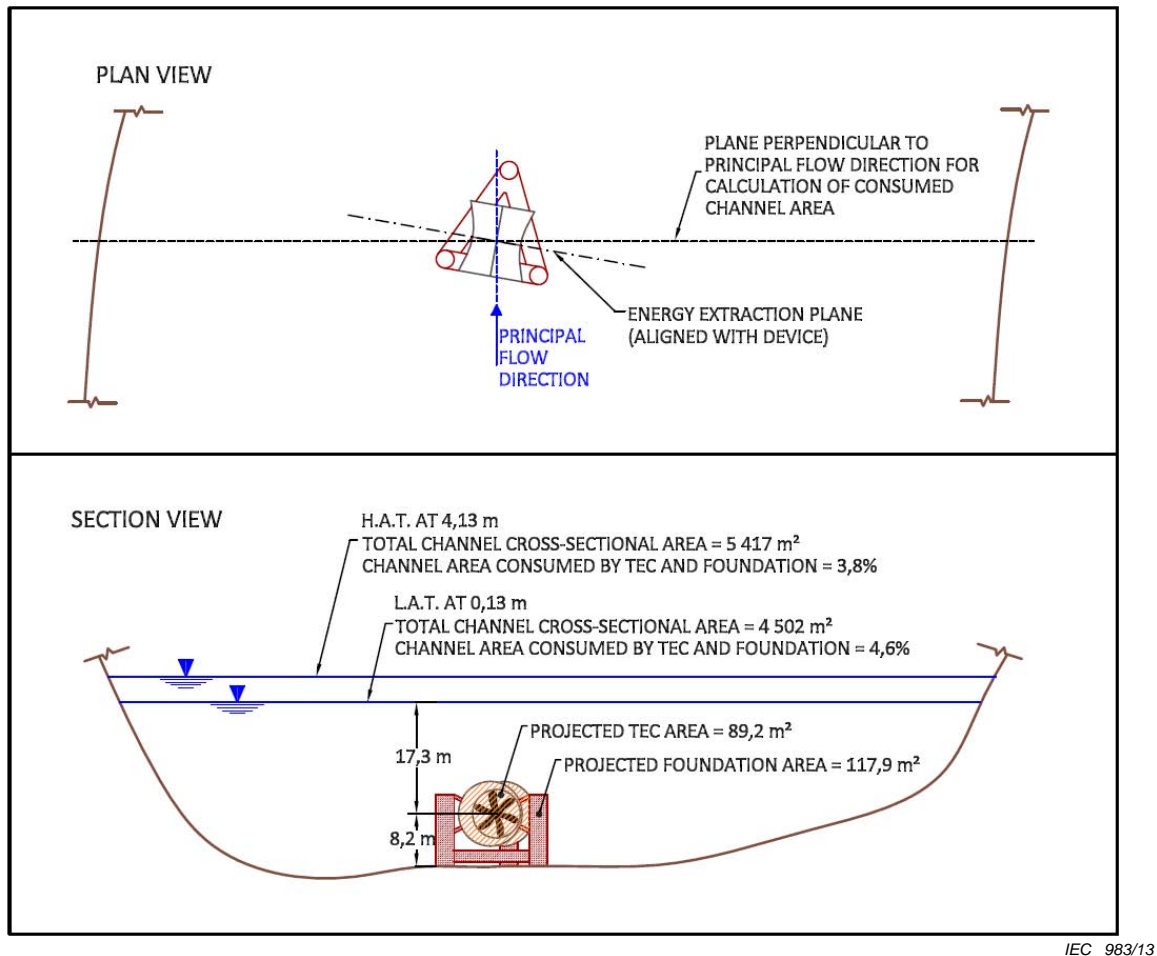 PLAN VIEW
PLANE PERPENDICULAR TO
PRINCIPAL FLOW DIRECTION FOR
CALCULATION OF CONSUMED
CHANNEL AREA
ENERGY EXTRACTION PLANE
(ALIGNED WITH DEVICE)
PRINCIPAL
FLOW
DIRECTION
SECTION VIEW
H.A.T. AT 4,13 m
TOTAL CHANNEL CROSS-SECTIONAL AREA = 5 417 m²
CHANNEL AREA CONSUMED BY TEC AND FOUNDATION = 3,8%
L.A.T. AT 0,13 m
TOTAL CHANNEL CROSS-SECTIONAL AREA = 4 502 m²
CHANNEL AREA CONSUMED BY TEC AND FOUNDATION = 4,6%
PROJECTED TEC AREA = 89,2 m²
17,3 m
PROJECTED FOUNDATION AREA = 117,9 m²
8,2 m
IEC 983/13